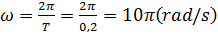 ω = 2π/T = 2π/0,2 = 10π(rad/s)